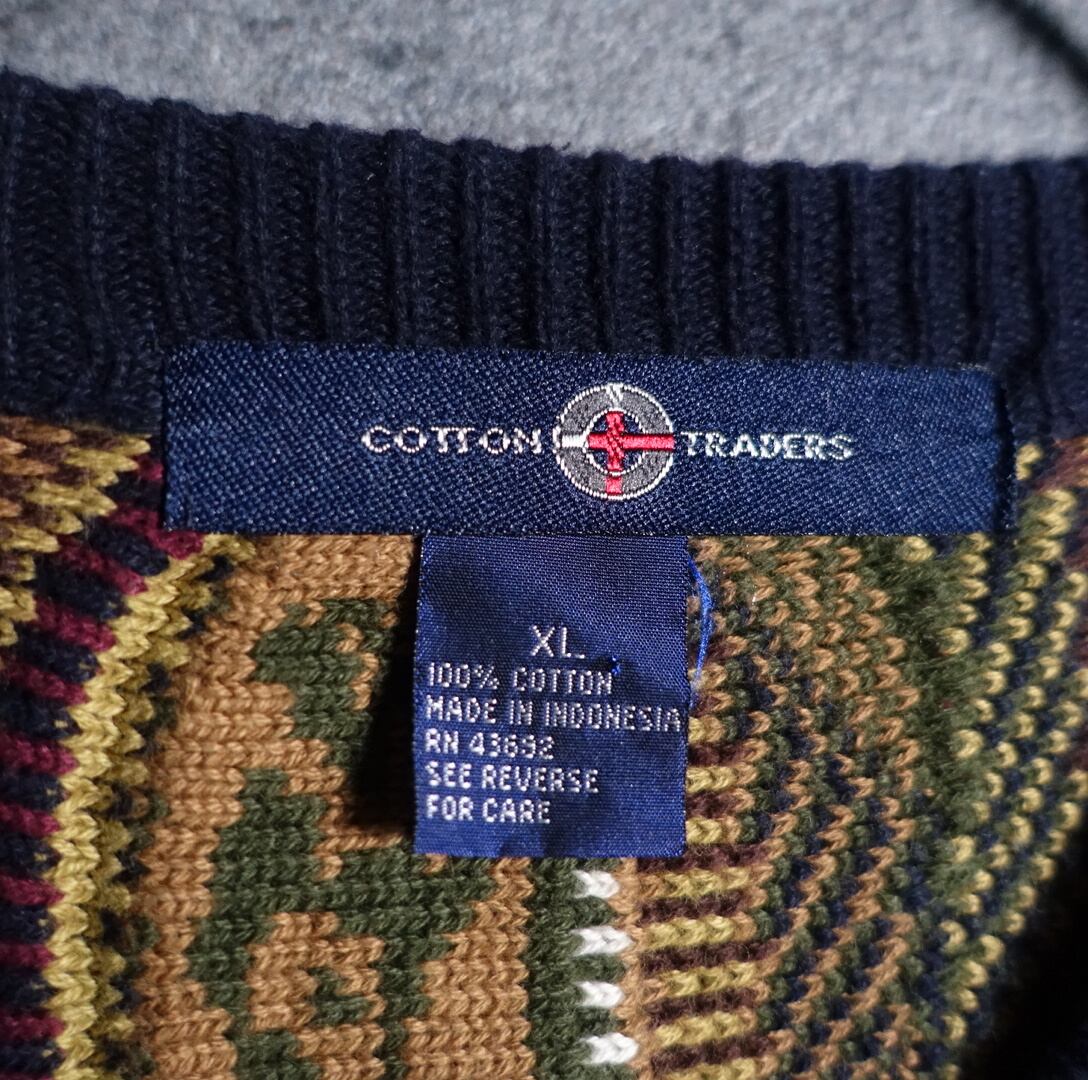 COTTON TRADERS
XL
100% COTTON
MADE IN INDONESIA
RN 43692
SEE REVERSE
FOR CARE